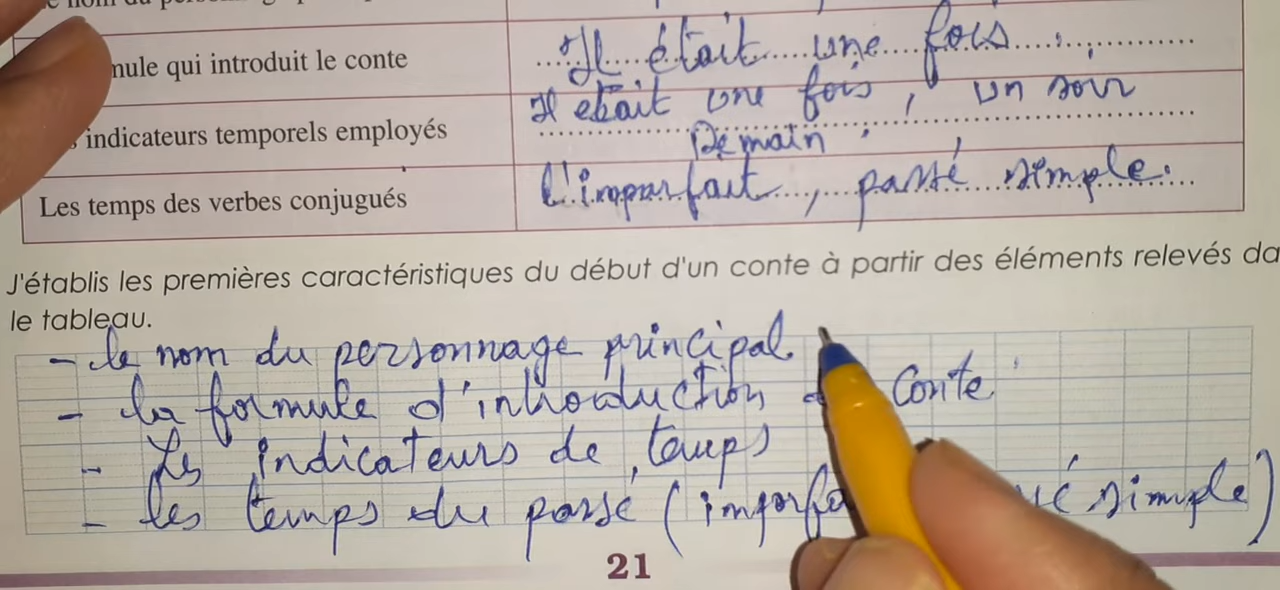 mule qui introduit le conte
Il était une fois
indicateurs temporels employés
Il etait une fois, un soir
Demain
Les temps des verbes conjugués
l'imparfait, passé simple.
J'établis les premières caractéristiques du début d'un conte à partir des éléments relevés da
le tableau.
- le nom du personnage principal
- la formule d'introduction conte
- Les indicateurs de temps
- les temps du passé (imparfa é simple)
21